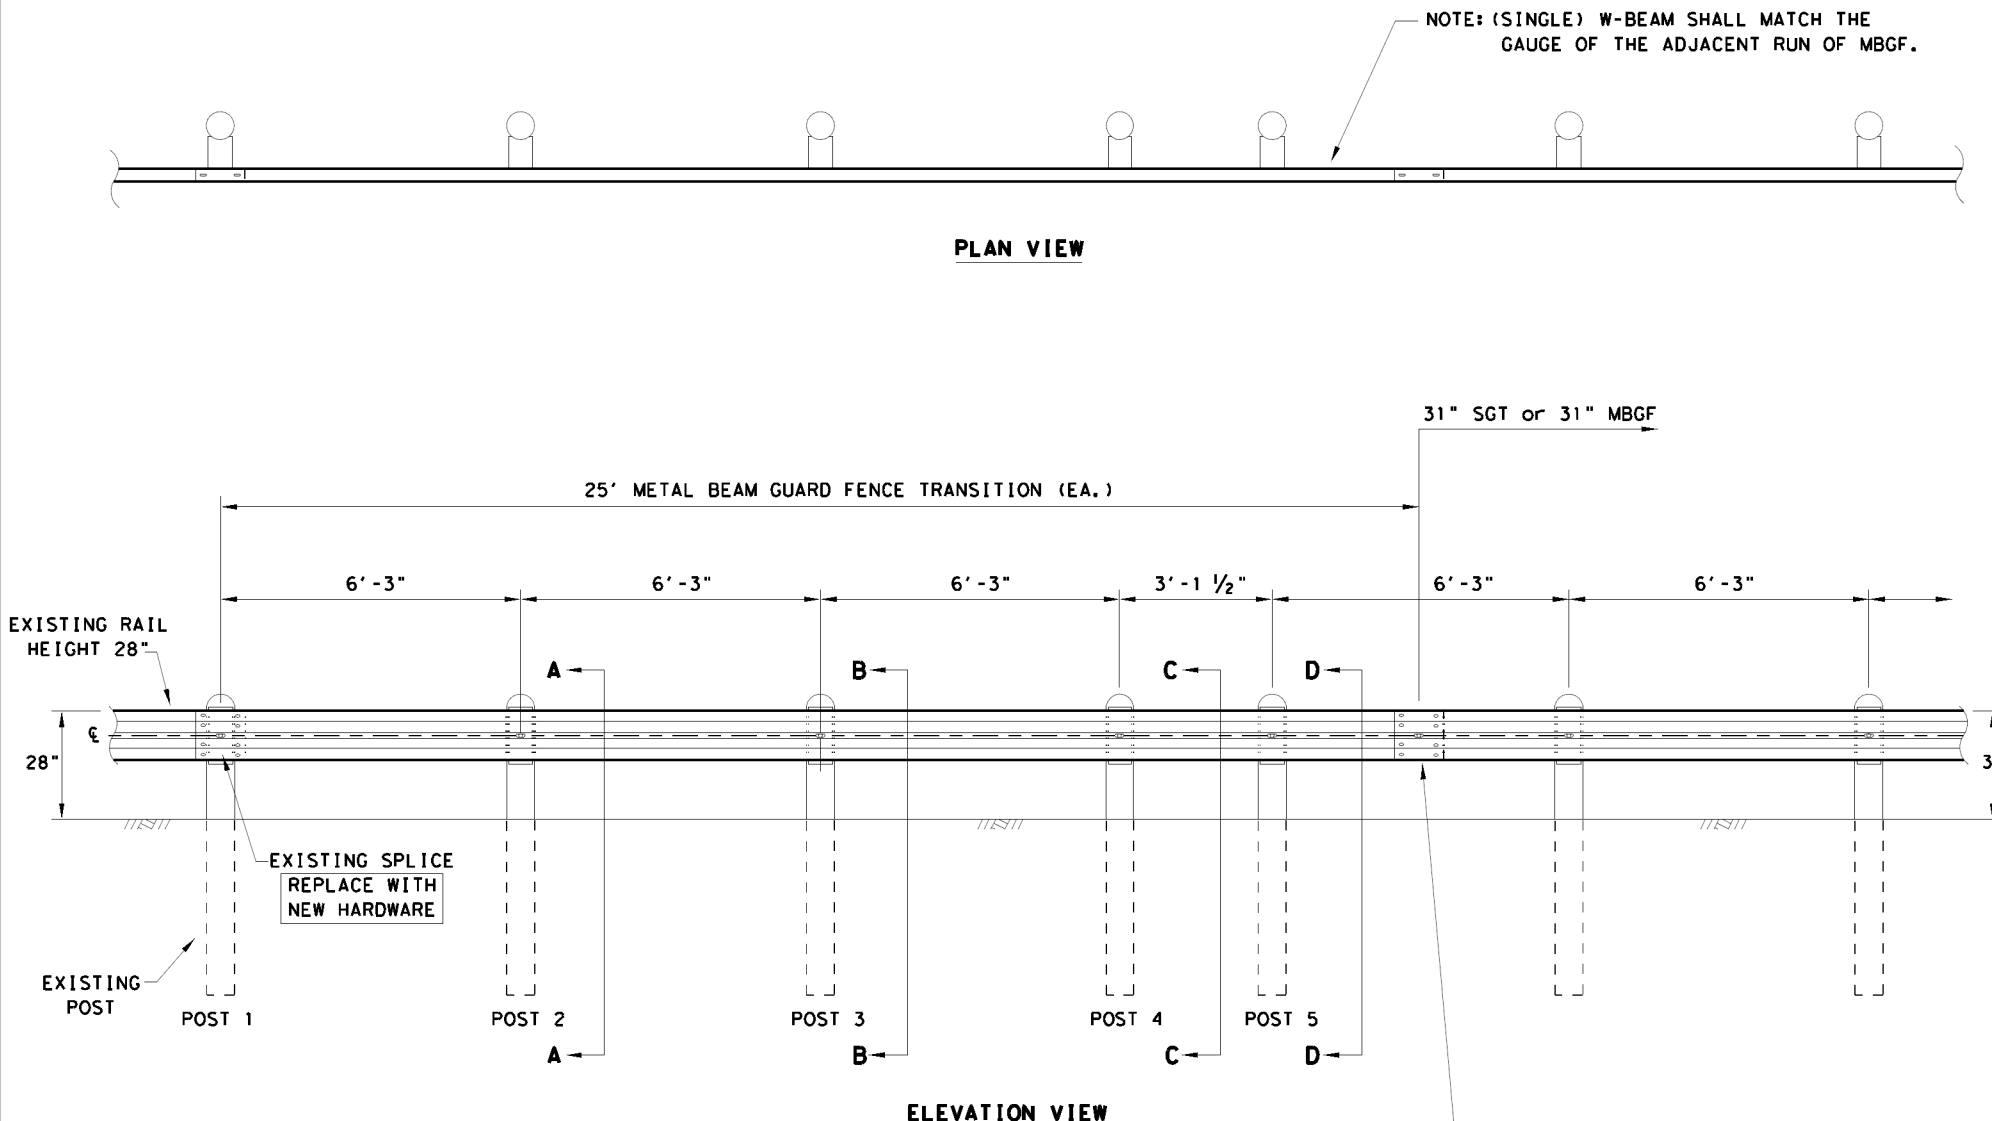 NOTE: (SINGLE) W-BEAM SHALL MATCH THE
GAUGE OF THE ADJACENT RUN OF MBGF.
PLAN VIEW
31" SGT or 31" MBGF
25' METAL BEAM GUARD FENCE TRANSITION (EA.)
6'-3"
6'-3"
6'-3"
3'-1 ½"
6'-3"
6'-3"
EXISTING RAIL
HEIGHT 28"
A
B
C
D
℄
28"
3
EXISTING SPLICE
REPLACE WITH
NEW HARDWARE
EXISTING
POST
POST 1
POST 2
POST 3
POST 4
POST 5
A
B
C
D
ELEVATION VIEW